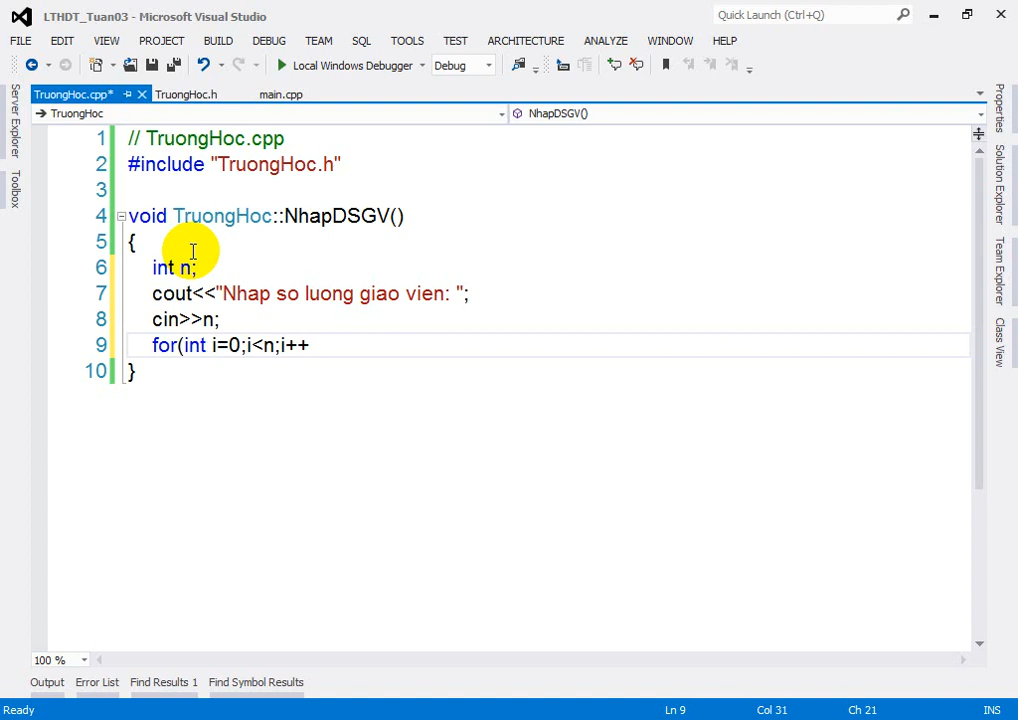 LTHDT_Tuan03 - Microsoft Visual Studio
Quick Launch (Ctrl+Q)
FILE EDIT VIEW PROJECT BUILD DEBUG TEAM SQL TOOLS TEST ARCHITECTURE ANALYZE WINDOW HELP
Local Windows Debugger Debug
TruongHoc.cpp* TruongHoc.h main.cpp
TruongHoc NhapDSGV()
Server Explorer
Toolbox
Properties
Solution Explorer
Team Explorer
Class View
1 // TruongHoc.cpp
2 #include "TruongHoc.h"
3
4 void TruongHoc::NhapDSGV()
5 {
6 int n;
7 cout<<"Nhap so luong giao vien: ";
8 cin>>n;
9 for(int i=0;i<n;i++
10 }
100 %
Output Error List Find Results 1 Find Symbol Results
Ready Ln 9 Col 31 Ch 21 INS